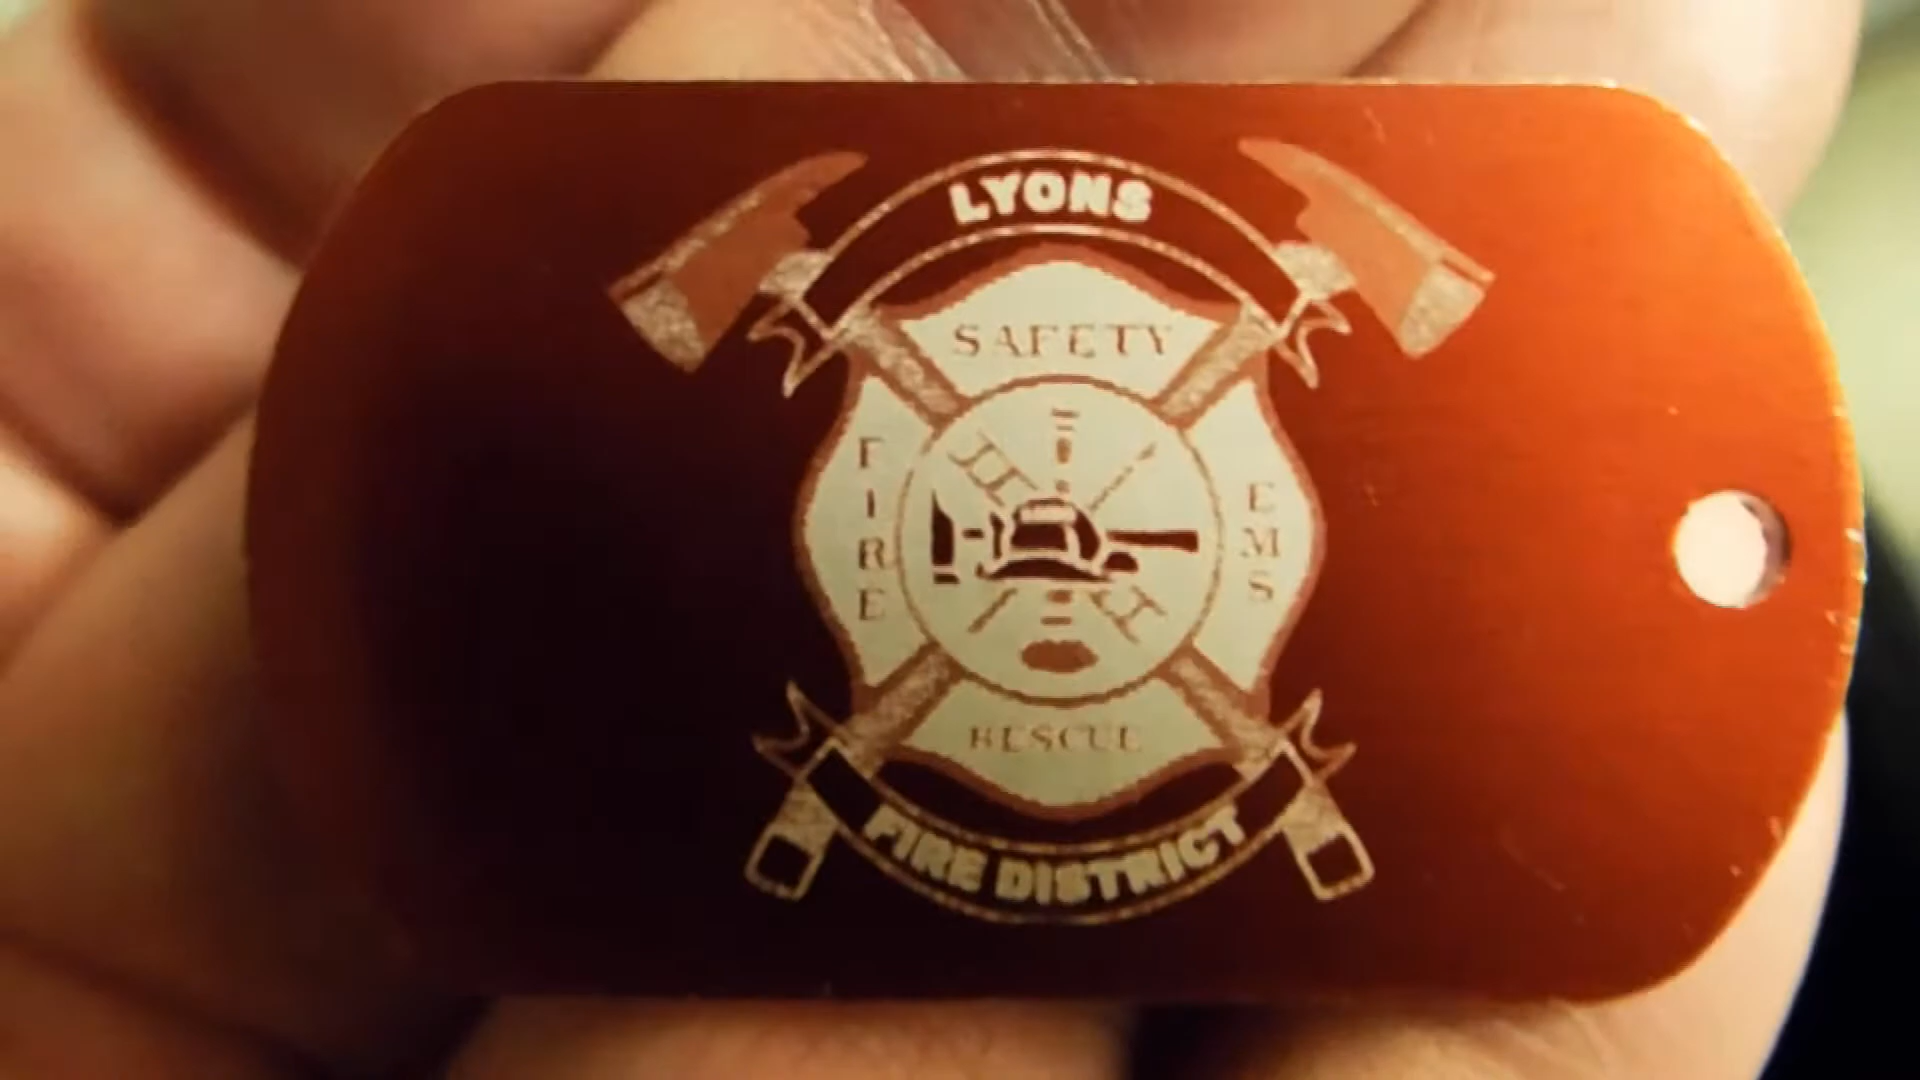 LYONS
SAFETY
FIRE
EMS
RESCUE
FIRE DISTRICT